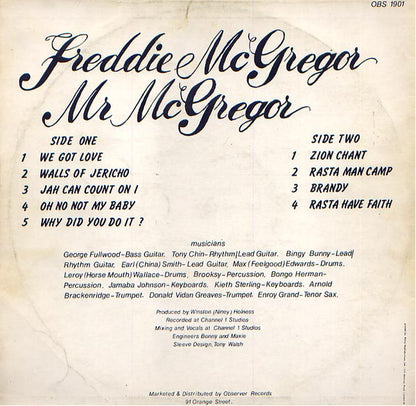 OBS 1901
Freddie McGregor
Mr McGregor
SIDE ONE
1 WE GOT LOVE
2 WALLS OF JERICHO
3 JAH CAN COUNT ON I
4 OH NO NOT MY BABY
5 WHY DID YOU DO IT ?
SIDE TWO
1 ZION CHANT
2 RASTA MAN CAMP
3 BRANDY
4 RASTA HAVE FAITH
musicians
George Fullwood-Bass Guitar. Tony Chin-Rhythm/Lead Guitar. Bingy Bunny-Lead/
Rhythm Guitar. Earl (China) Smith-Lead Guitar. Max (Feelgood) Edwards-Drums.
Leroy (Horse Mouth) Wallace-Drums. Brooksy-Percussion. Bongo Herman-
Percussion. Jamaba Johnson-Keyboards. Kieth Sterling-Keyboards. Arnold
Brackenridge-Trumpet. Donald Vidan Greaves-Trumpet. Enroy Grand-Tenor Sax.
Produced by Winston (Niney) Holness
Recorded at Channel 1 Studios
Mixing and Vocals at Channel 1 Studios
Engineers Bonny and Maxie
Sleeve Design, Tony Walsh
Marketed & Distributed by Observer Records
91 Orange Street.